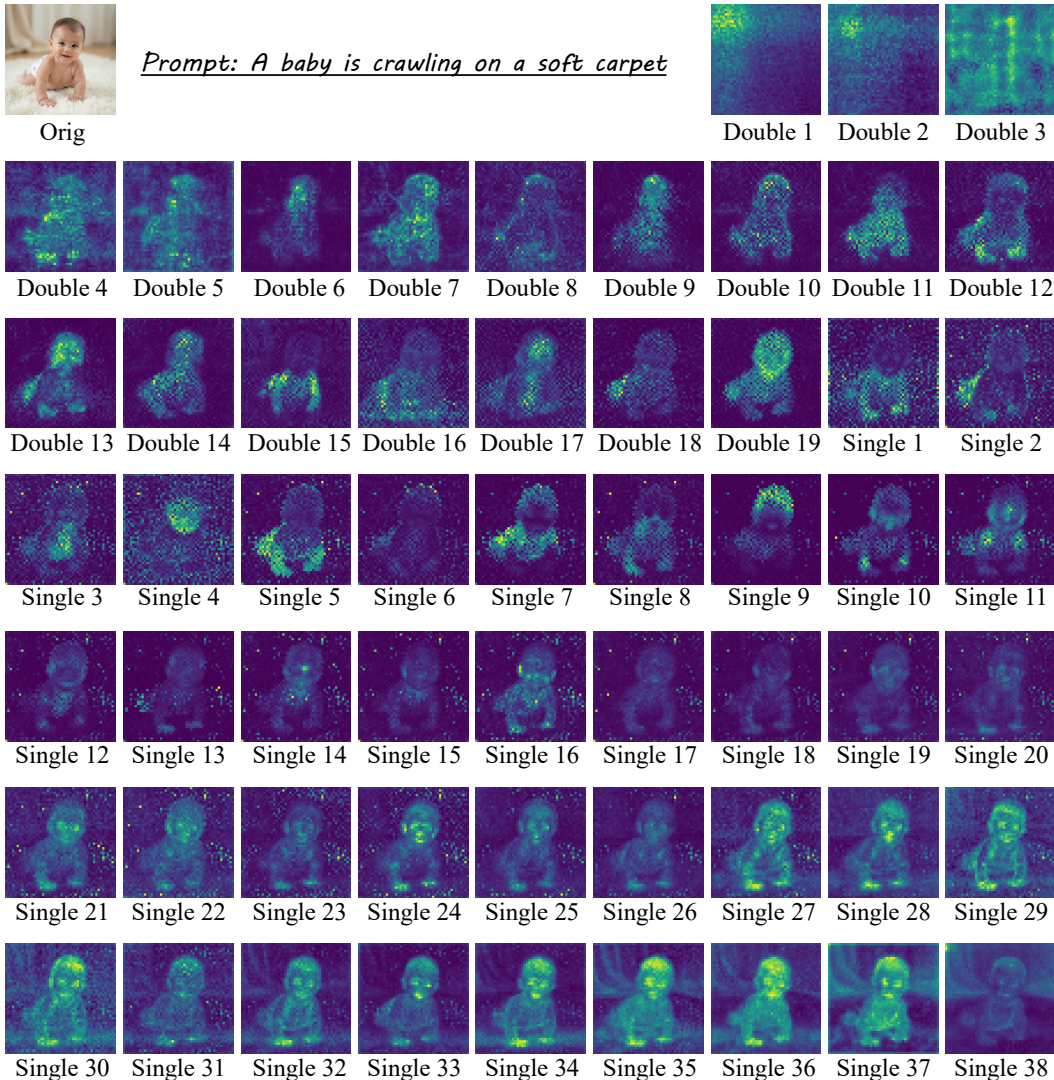 Prompt: A baby is crawling on a soft carpet
Orig Double 1 Double 2 Double 3
Double 4 Double 5 Double 6 Double 7 Double 8 Double 9 Double 10 Double 11 Double 12
Double 13 Double 14 Double 15 Double 16 Double 17 Double 18 Double 19 Single 1 Single 2
Single 3 Single 4 Single 5 Single 6 Single 7 Single 8 Single 9 Single 10 Single 11
Single 12 Single 13 Single 14 Single 15 Single 16 Single 17 Single 18 Single 19 Single 20
Single 21 Single 22 Single 23 Single 24 Single 25 Single 26 Single 27 Single 28 Single 29
Single 30 Single 31 Single 32 Single 33 Single 34 Single 35 Single 36 Single 37 Single 38